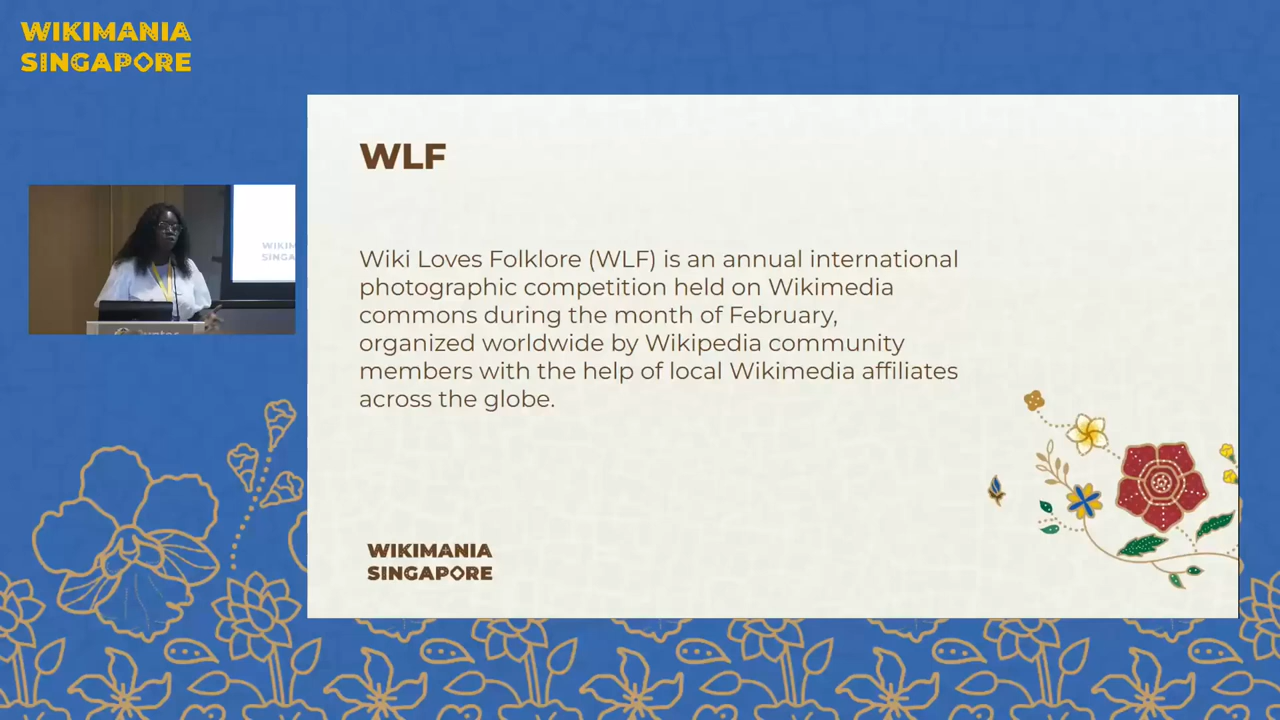 WIKIMANIA
SINGAPORE
WLF
Wiki Loves Folklore (WLF) is an annual international
photographic competition held on Wikimedia
commons during the month of February,
organized worldwide by Wikipedia community
members with the help of local Wikimedia affiliates
across the globe.
WIKIM
SINGA
WIKIMANIA
SINGAPORE